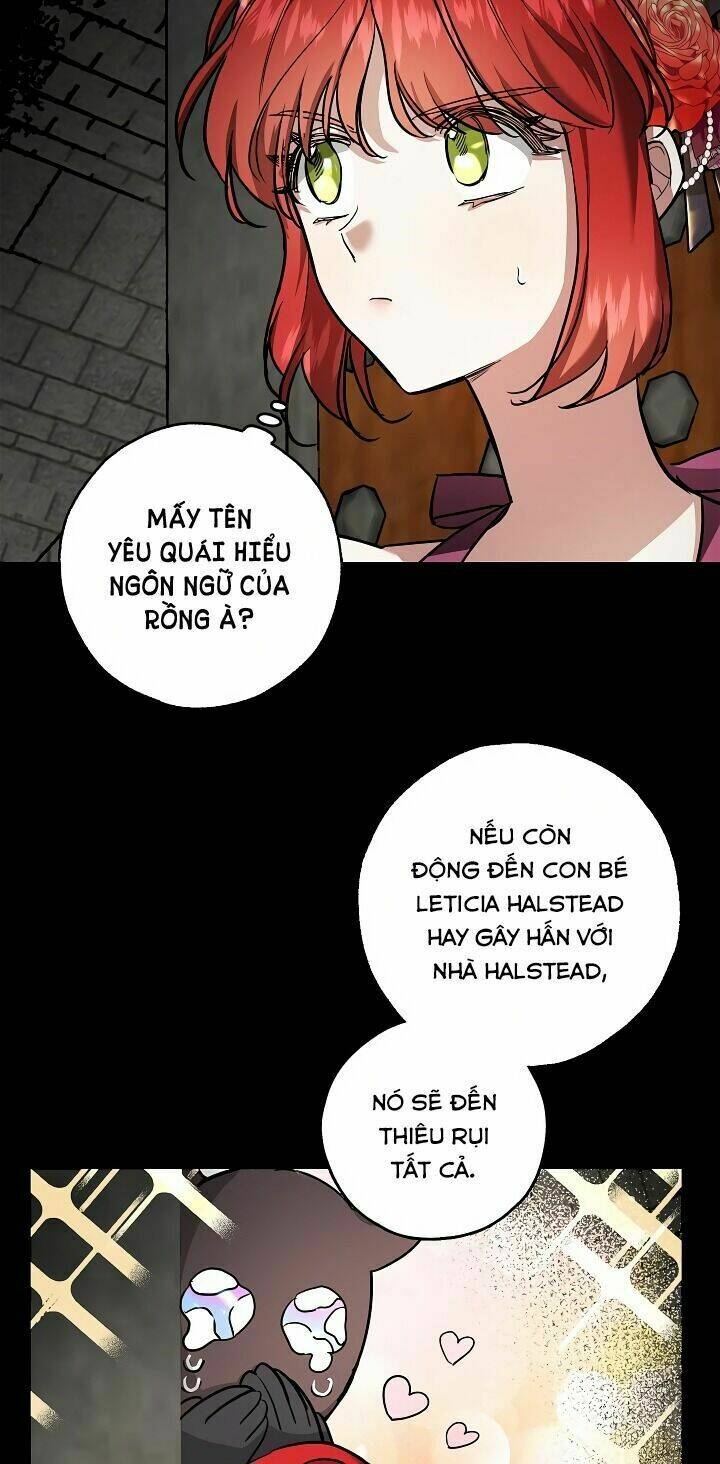 MẤY TÊN
YÊU QUÁI HIỂU
NGÔN NGỮ CỦA
RỒNG À?
NẾU CÒN
ĐỘNG ĐẾN CON BÉ
LETICIA HALSTEAD
HAY GÂY HẤN VỚI
NHÀ HALSTEAD,
NÓ SẼ ĐẾN
THIÊU RỤI
TẤT CẢ.